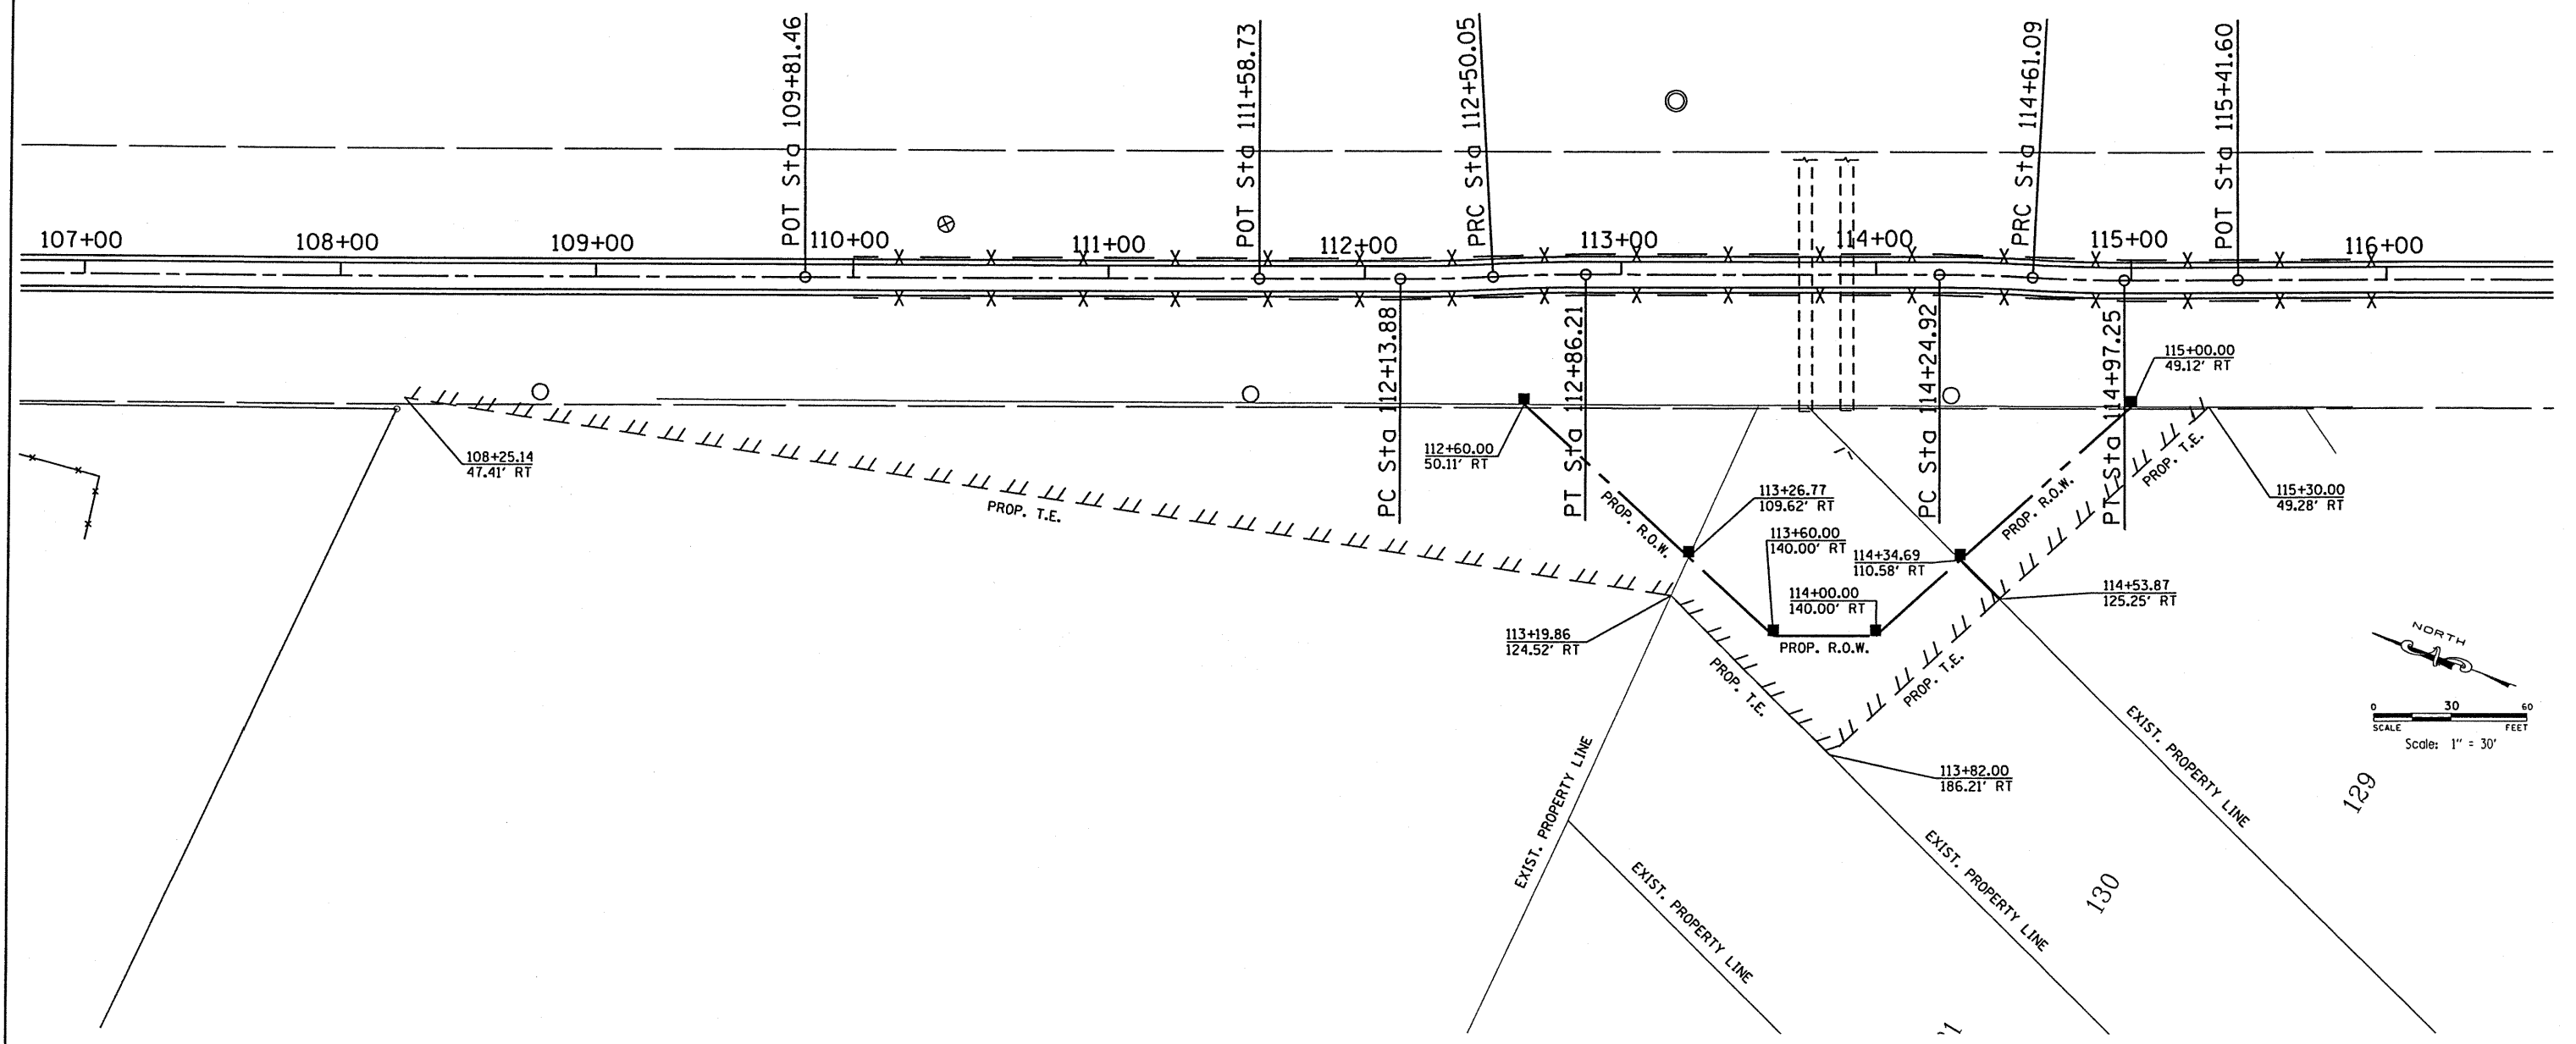 POT Sta 109+81.46
POT Sta 111+58.73
PRC Sta 112+50.05
PRC Sta 114+61.09
POT Sta 115+41.60
107+00
108+00
109+00
110+00
111+00
112+00
113+00
114+00
115+00
116+00
PC Sta 112+13.88
PT Sta 112+86.21
PC Sta 114+24.92
PT Sta 114+97.25
115+00.00
49.12' RT
108+25.14
47.41' RT
112+60.00
50.11' RT
PROP. T.E.
PROP. R.O.W.
113+26.77
109.62' RT
113+60.00
140.00' RT
114+34.69
110.58' RT
PROP. R.O.W.
PROP. T.E.
115+30.00
49.28' RT
114+00.00
140.00' RT
114+53.87
125.25' RT
113+19.86
124.52' RT
PROP. R.O.W.
PROP. T.E.
PROP. T.E.
113+82.00
186.21' RT
NORTH
0 30 60
SCALE FEET
Scale: 1" = 30'
EXIST. PROPERTY LINE
EXIST. PROPERTY LINE
EXIST. PROPERTY LINE
EXIST. PROPERTY LINE
129
130